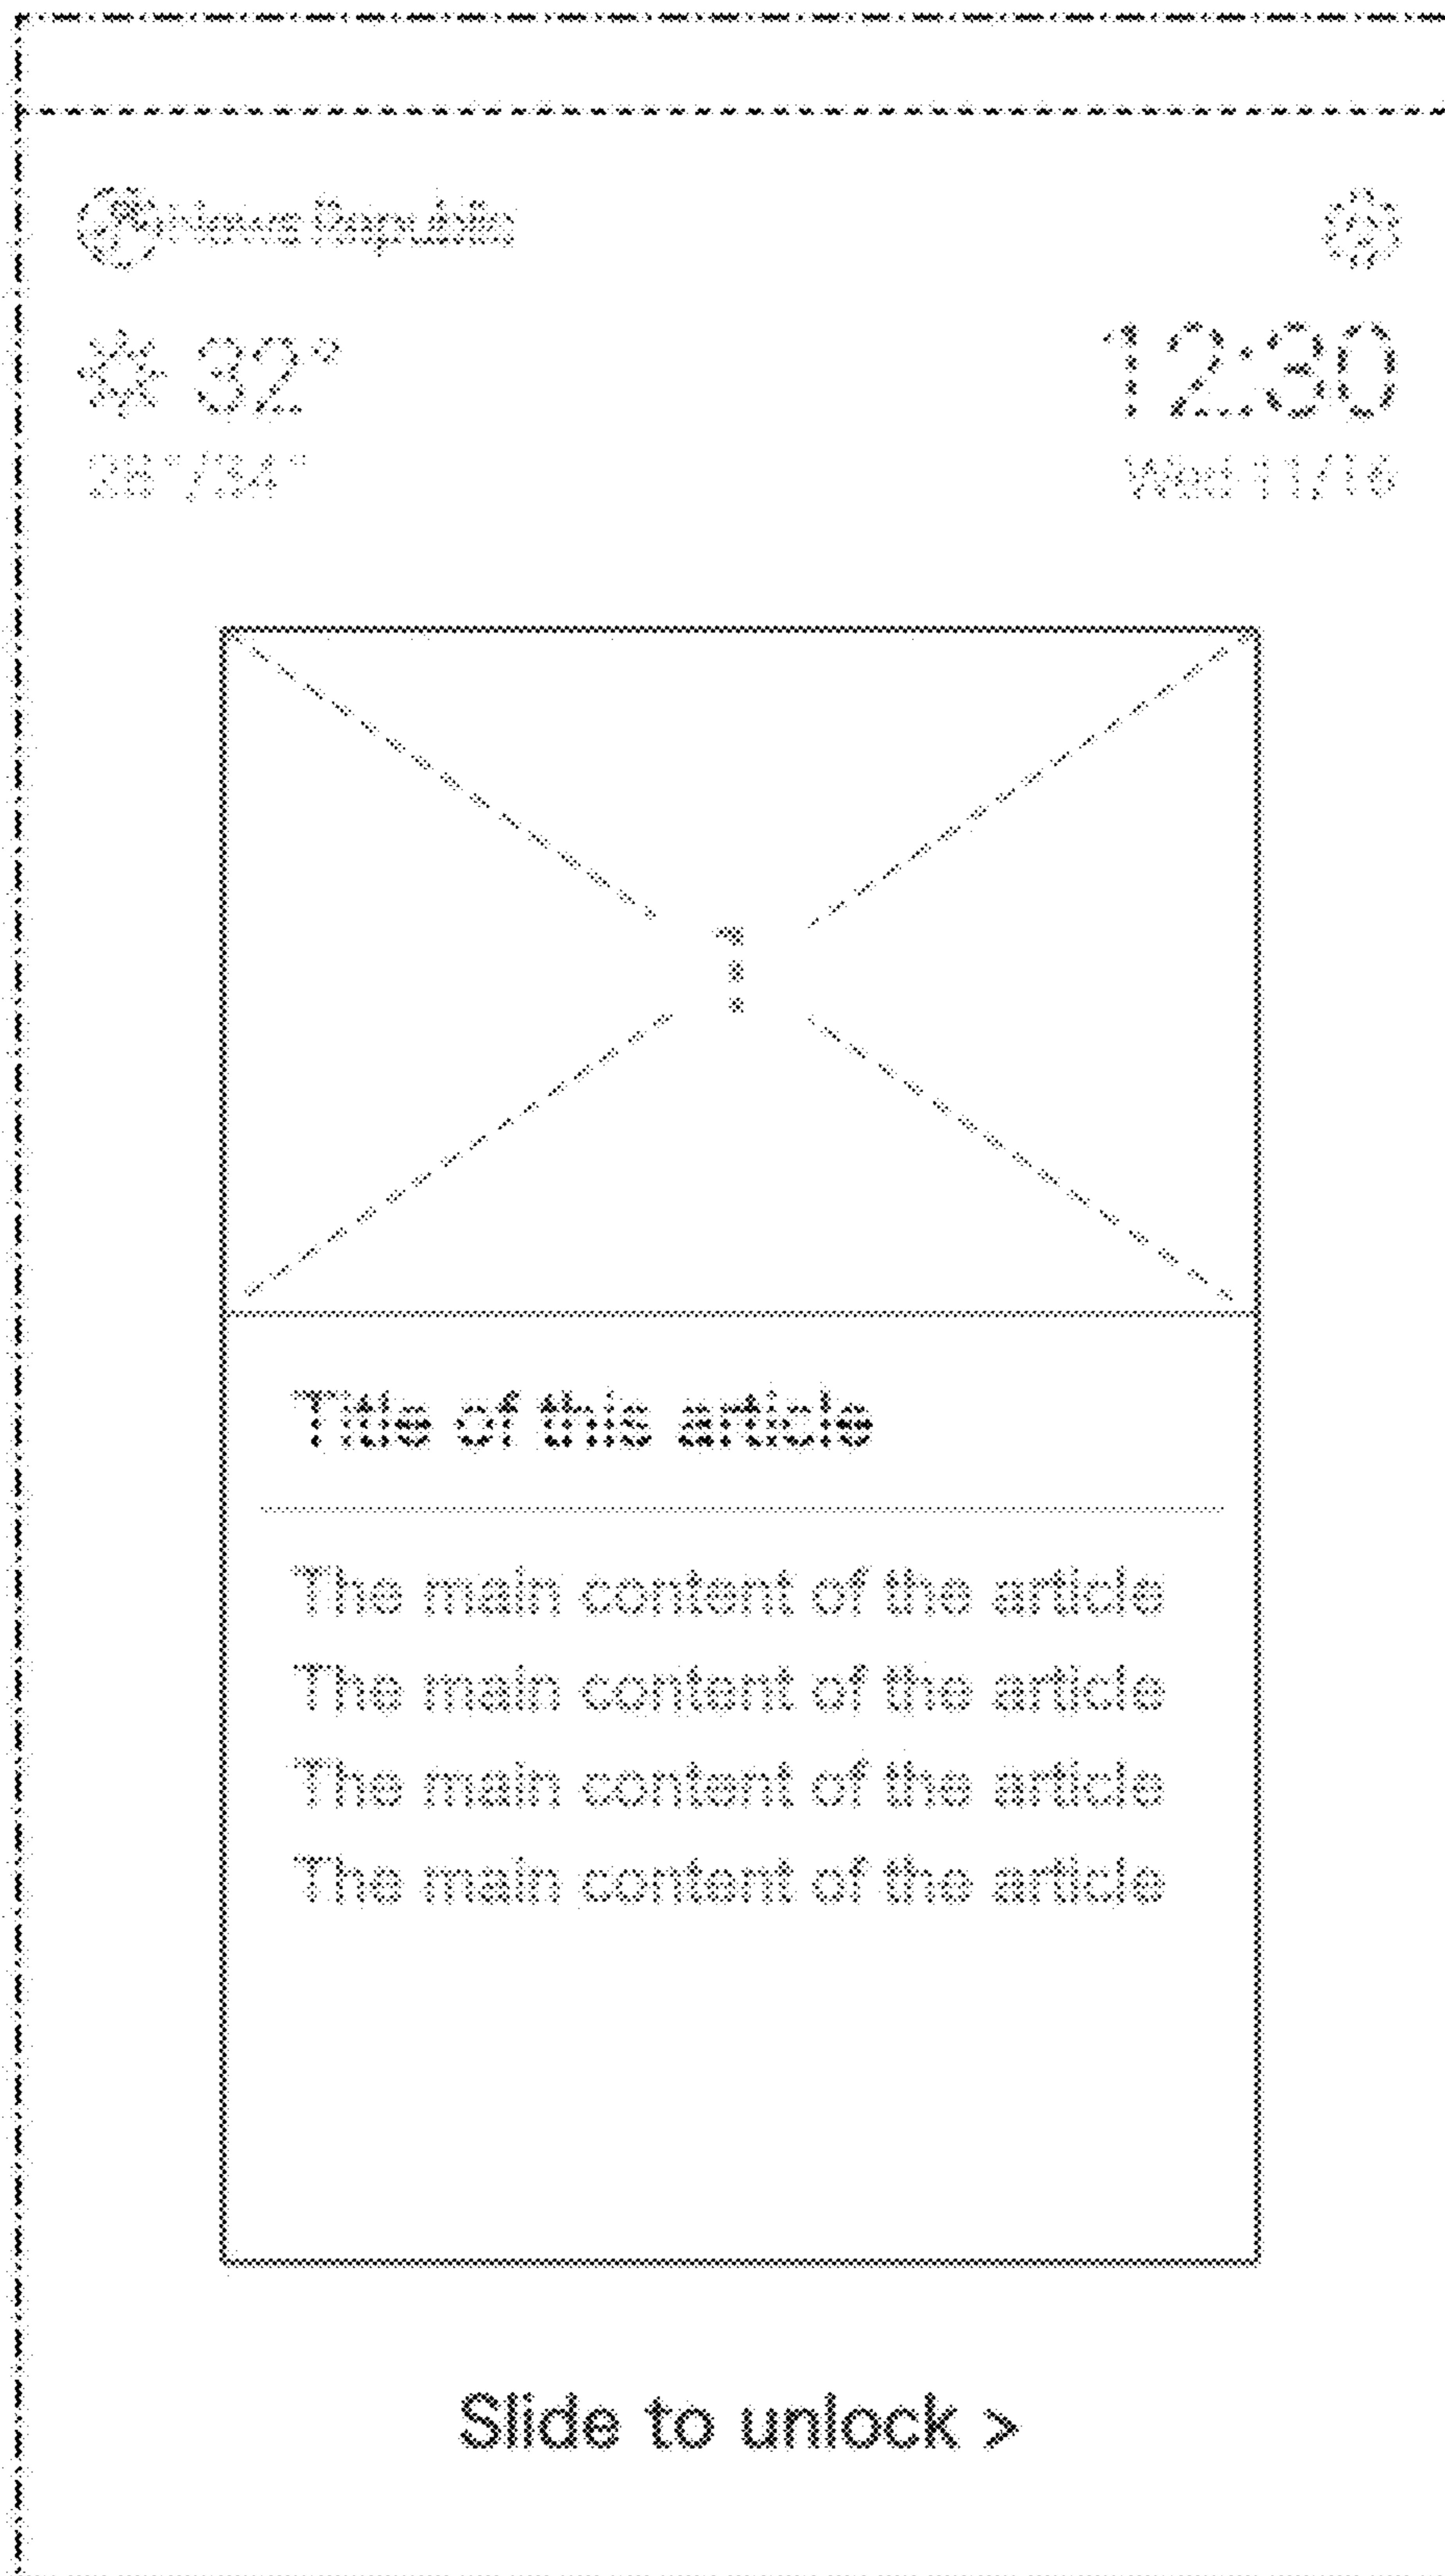 News Republic
32°
12:30
28°/34°
Wed 11/16
1
Title of this article
The main content of the article
The main content of the article
The main content of the article
The main content of the article
Slide to unlock >